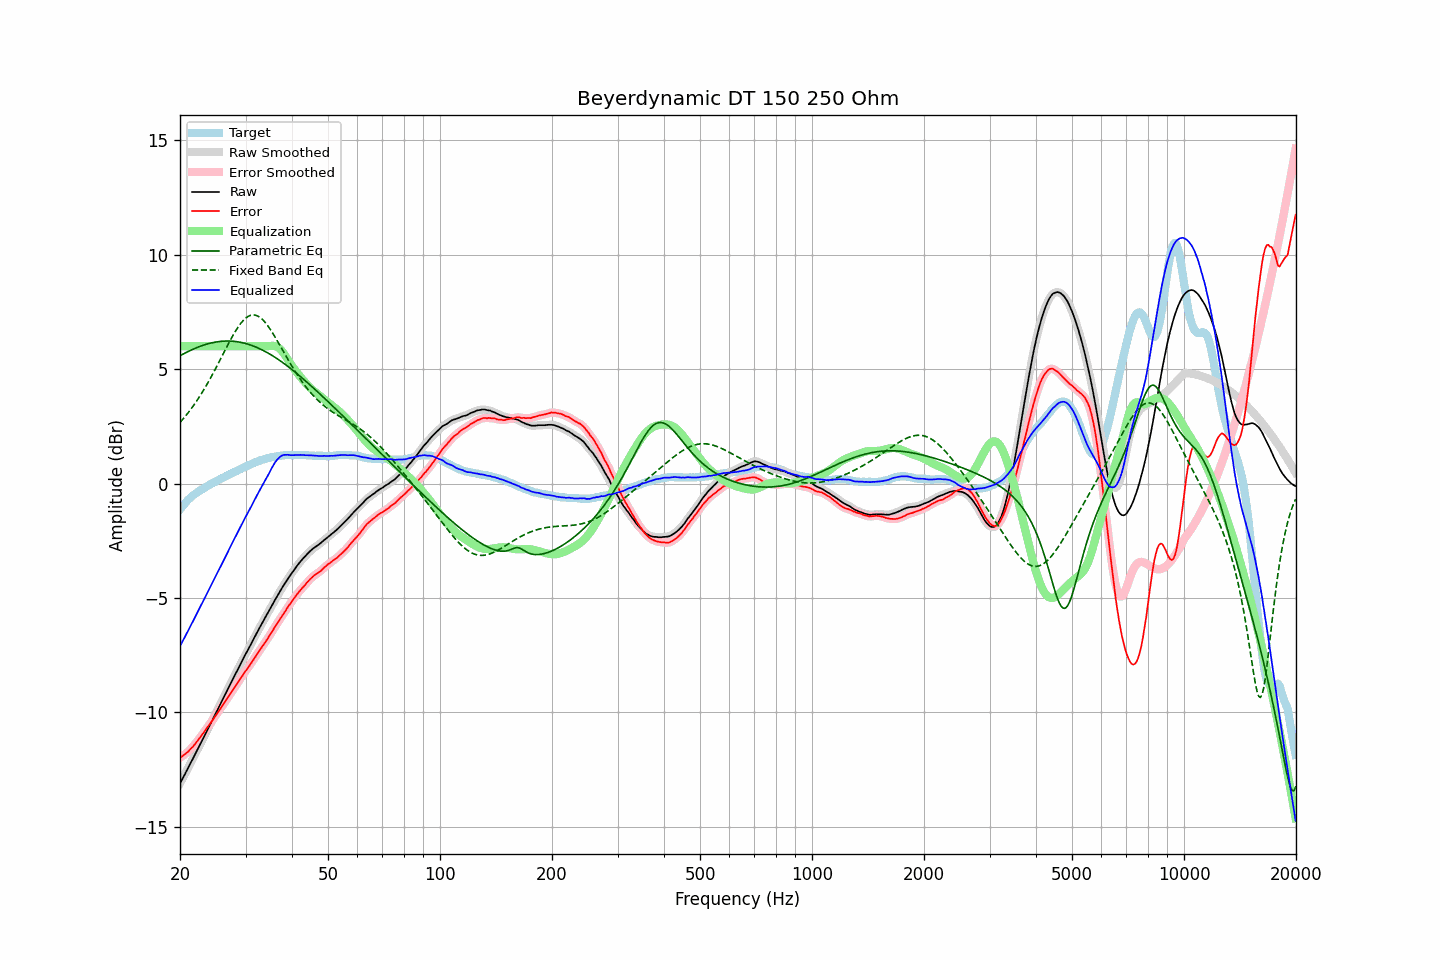 Beyerdynamic DT 150 250 Ohm
Target
Raw Smoothed
Error Smoothed
Raw
Error
Equalization
Parametric Eq
Fixed Band Eq
Equalized
Amplitude (dBr)
15
10
5
0
−5
−10
−15
20 50 100 200 500 1000 2000 5000 10000 20000
Frequency (Hz)